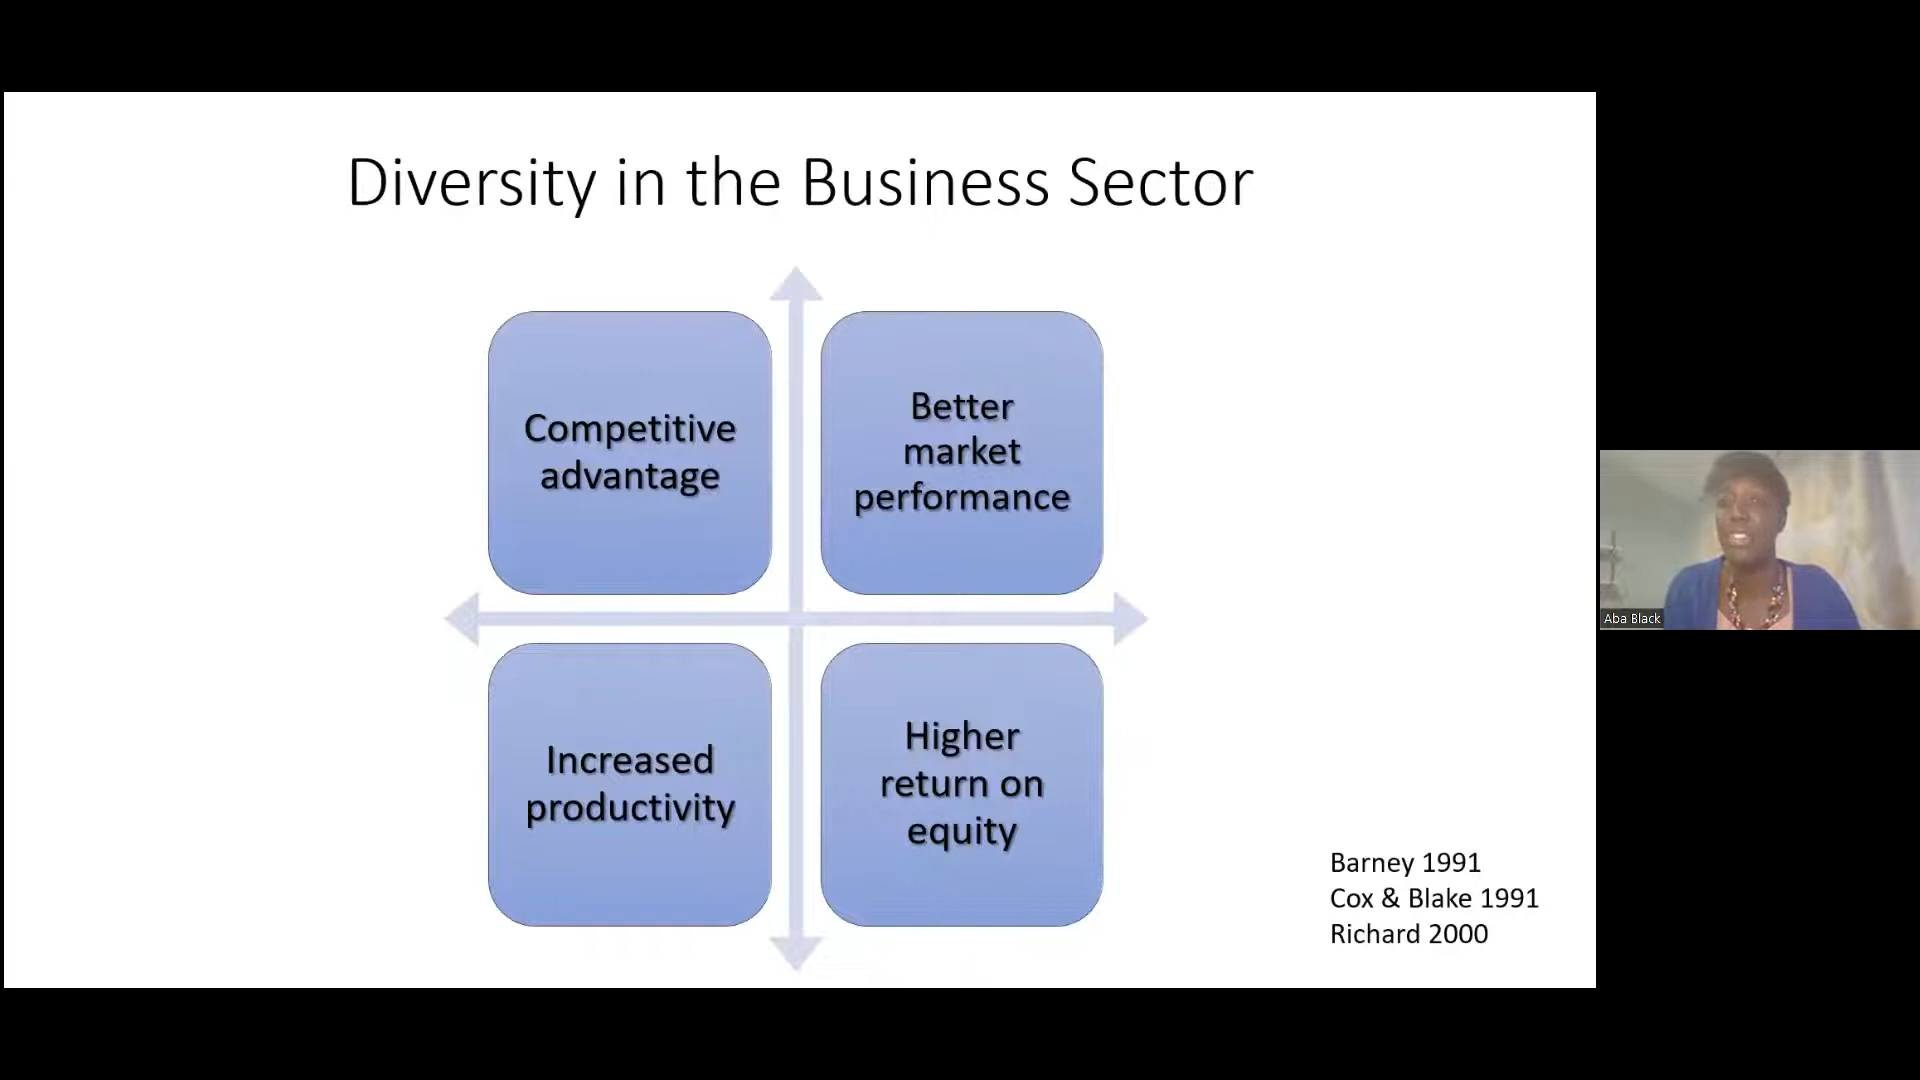 Diversity in the Business Sector
Competitive
advantage
Better
market
performance
Increased
productivity
Higher
return on
equity
Barney 1991
Cox & Blake 1991
Richard 2000
Aba Black